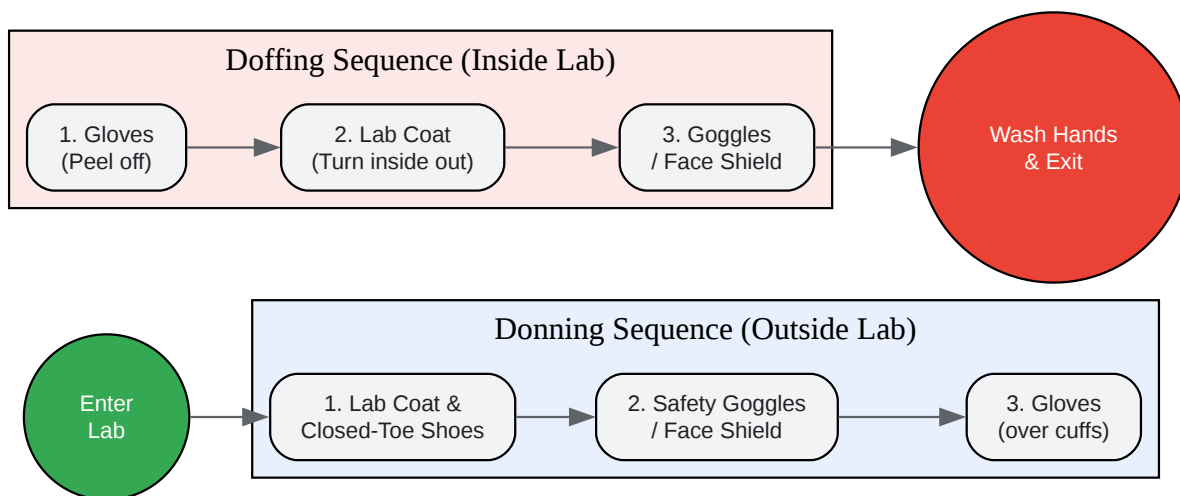 Doffing Sequence (Inside Lab)
1. Gloves
(Peel off)
2. Lab Coat
(Turn inside out)
3. Goggles
/ Face Shield
Wash Hands
& Exit
Donning Sequence (Outside Lab)
Enter
Lab
1. Lab Coat &
Closed-Toe Shoes
2. Safety Goggles
/ Face Shield
3. Gloves
(over cuffs)